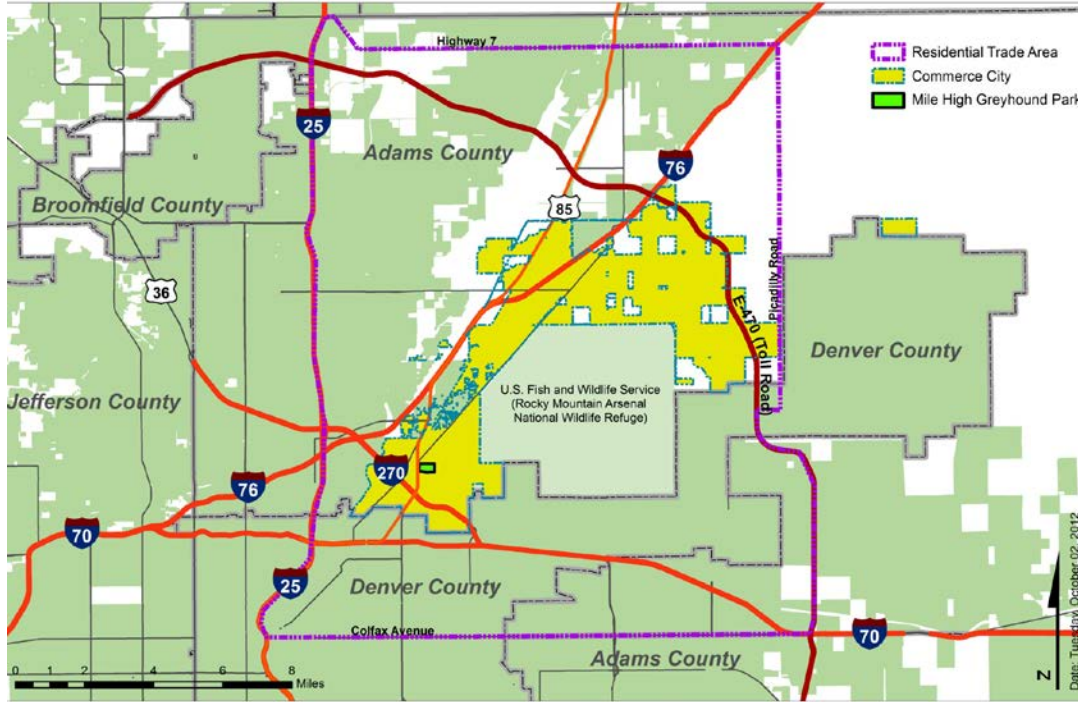 Highway 7
Residential Trade Area
Commerce City
Mile High Greyhound Park
25
Adams County
76
Broomfield County
85
36
Picadilly Road
E-470 (Toll Road)
Denver County
Jefferson County
U.S. Fish and Wildlife Service
(Rocky Mountain Arsenal
National Wildlife Refuge)
270
76
70
25
Denver County
Colfax Avenue
70
Adams County
0 2 4 6 8
Miles
N
Date: Tuesday, October 02, 2012